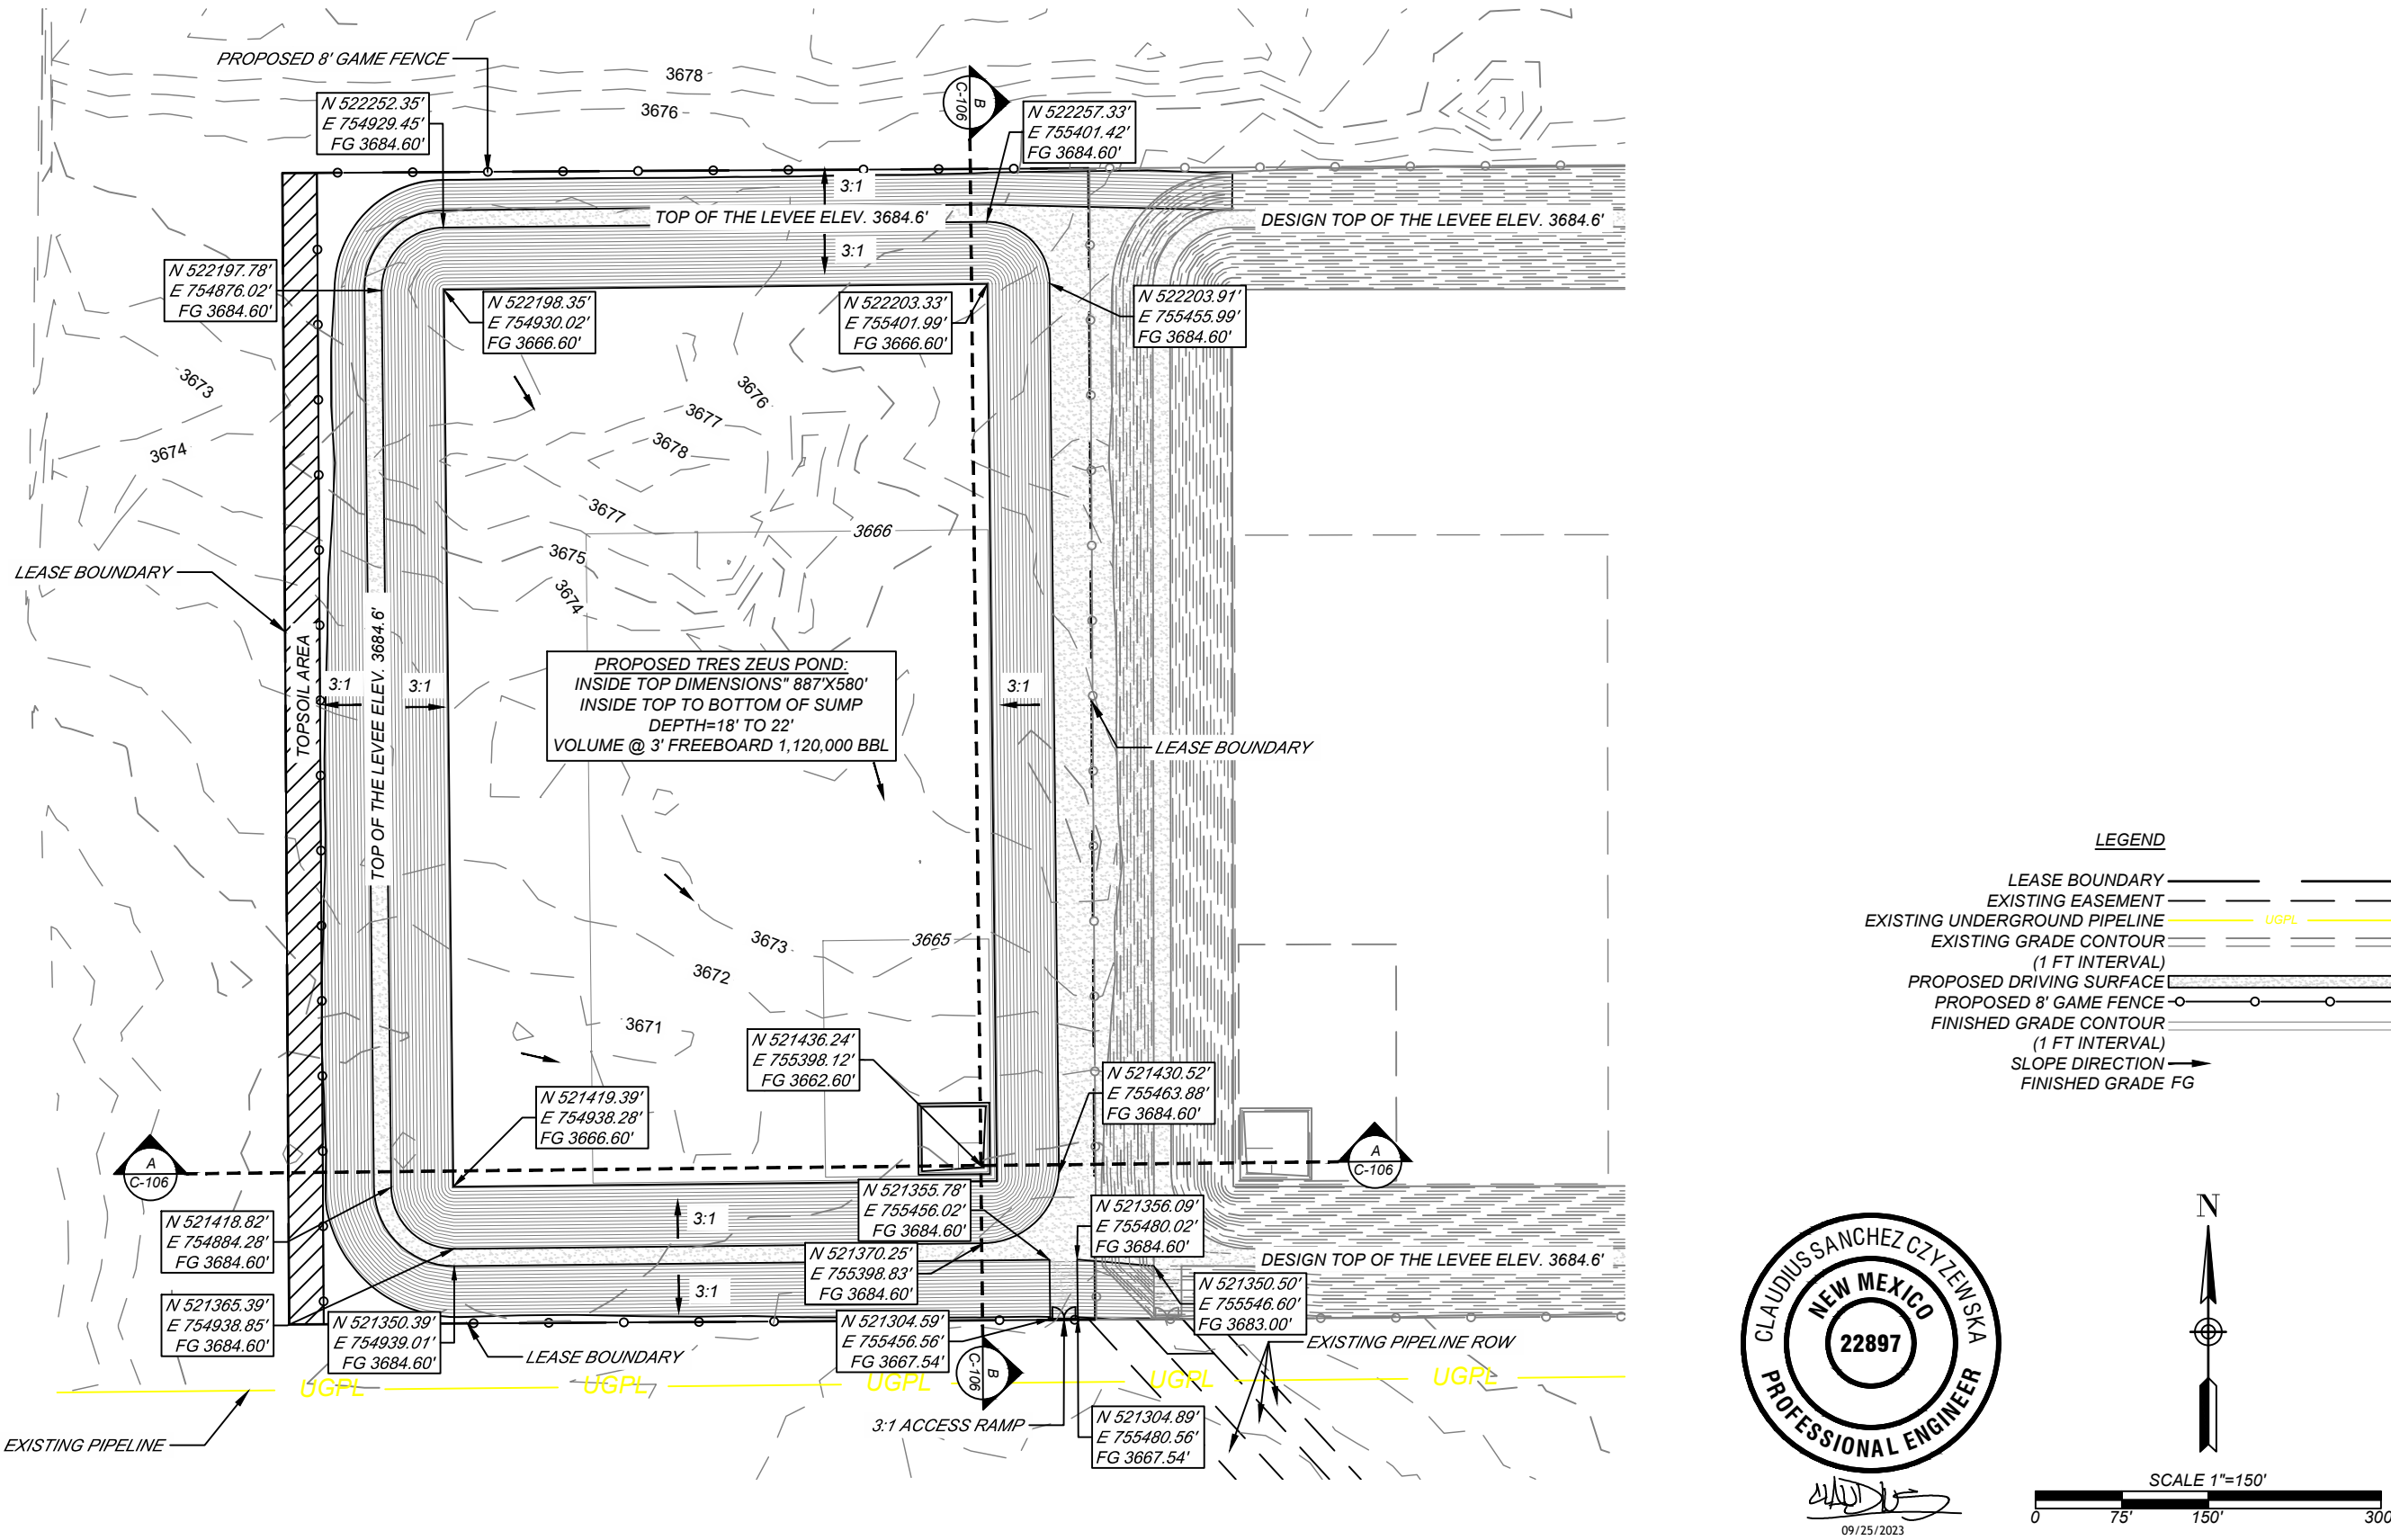 PROPOSED 8' GAME FENCE
3678
3676
B
C-106
N 522252.35'
E 754929.45'
FG 3684.60'
N 522257.33'
E 755401.42'
FG 3684.60'
3:1
TOP OF THE LEVEE ELEV. 3684.6'
3:1
DESIGN TOP OF THE LEVEE ELEV. 3684.6'
N 522197.78'
E 754876.02'
FG 3684.60'
N 522198.35'
E 754930.02'
FG 3666.60'
N 522203.33'
E 755401.99'
FG 3666.60'
N 522203.91'
E 755455.99'
FG 3684.60'
3673
3676
3677
3678
3674
3677
3666
3675
3674
LEASE BOUNDARY
TOPSOIL AREA
TOP OF THE LEVEE ELEV. 3684.6'
3:1
3:1
3:1
PROPOSED TRES ZEUS POND:
INSIDE TOP DIMENSIONS" 887'X580'
INSIDE TOP TO BOTTOM OF SUMP
DEPTH=18' TO 22'
VOLUME @ 3' FREEBOARD 1,120,000 BBL
LEASE BOUNDARY
3673
3665
3672
3671
N 521436.24'
E 755398.12'
FG 3662.60'
N 521419.39'
E 754938.28'
FG 3666.60'
N 521430.52'
E 755463.88'
FG 3684.60'
A
C-106
A
C-106
N 521418.82'
E 754884.28'
FG 3684.60'
3:1
N 521355.78'
E 755456.02'
FG 3684.60'
N 521356.09'
E 755480.02'
FG 3684.60'
N 521370.25'
E 755398.83'
FG 3684.60'
DESIGN TOP OF THE LEVEE ELEV. 3684.6'
3:1
N 521350.50'
E 755546.60'
FG 3683.00'
N 521365.39'
E 754938.85'
FG 3684.60'
N 521350.39'
E 754939.01'
FG 3684.60'
N 521304.59'
E 755456.56'
FG 3667.54'
LEASE BOUNDARY
EXISTING PIPELINE ROW
B
C-106
UGPL
UGPL
UGPL
UGPL
UGPL
3:1 ACCESS RAMP
N 521304.89'
E 755480.56'
FG 3667.54'
EXISTING PIPELINE
LEGEND
LEASE BOUNDARY
EXISTING EASEMENT
EXISTING UNDERGROUND PIPELINE UGPL
EXISTING GRADE CONTOUR
(1 FT INTERVAL)
PROPOSED DRIVING SURFACE
PROPOSED 8' GAME FENCE
FINISHED GRADE CONTOUR
(1 FT INTERVAL)
SLOPE DIRECTION
FINISHED GRADE FG
CLAUDIUS SANCHEZ CZYZEWSKA
NEW MEXICO
22897
PROFESSIONAL ENGINEER
09/25/2023
N
SCALE 1"=150'
0 75' 150' 300